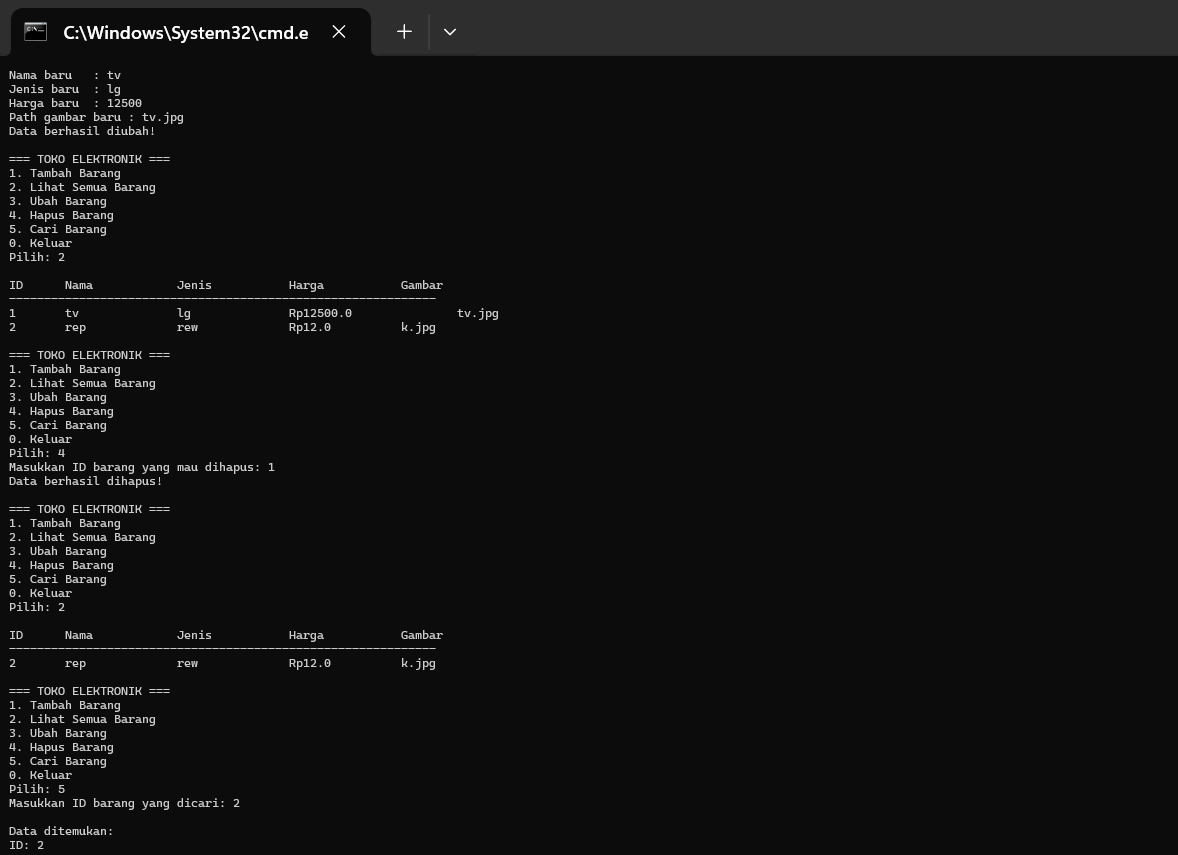 C:\Windows\System32\cmd.e
Nama baru   : tv
Jenis baru  : lg
Harga baru  : 12500
Path gambar baru : tv.jpg
Data berhasil diubah!

=== TOKO ELEKTRONIK ===
1. Tambah Barang
2. Lihat Semua Barang
3. Ubah Barang
4. Hapus Barang
5. Cari Barang
0. Keluar
Pilih: 2

ID      Nama            Jenis           Harga           Gambar
-------------------------------------------------------------
1       tv              lg              Rp12500.0               tv.jpg
2       rep             rew             Rp12.0          k.jpg

=== TOKO ELEKTRONIK ===
1. Tambah Barang
2. Lihat Semua Barang
3. Ubah Barang
4. Hapus Barang
5. Cari Barang
0. Keluar
Pilih: 4
Masukkan ID barang yang mau dihapus: 1
Data berhasil dihapus!

=== TOKO ELEKTRONIK ===
1. Tambah Barang
2. Lihat Semua Barang
3. Ubah Barang
4. Hapus Barang
5. Cari Barang
0. Keluar
Pilih: 2

ID      Nama            Jenis           Harga           Gambar
-------------------------------------------------------------
2       rep             rew             Rp12.0          k.jpg

=== TOKO ELEKTRONIK ===
1. Tambah Barang
2. Lihat Semua Barang
3. Ubah Barang
4. Hapus Barang
5. Cari Barang
0. Keluar
Pilih: 5
Masukkan ID barang yang dicari: 2

Data ditemukan:
ID: 2